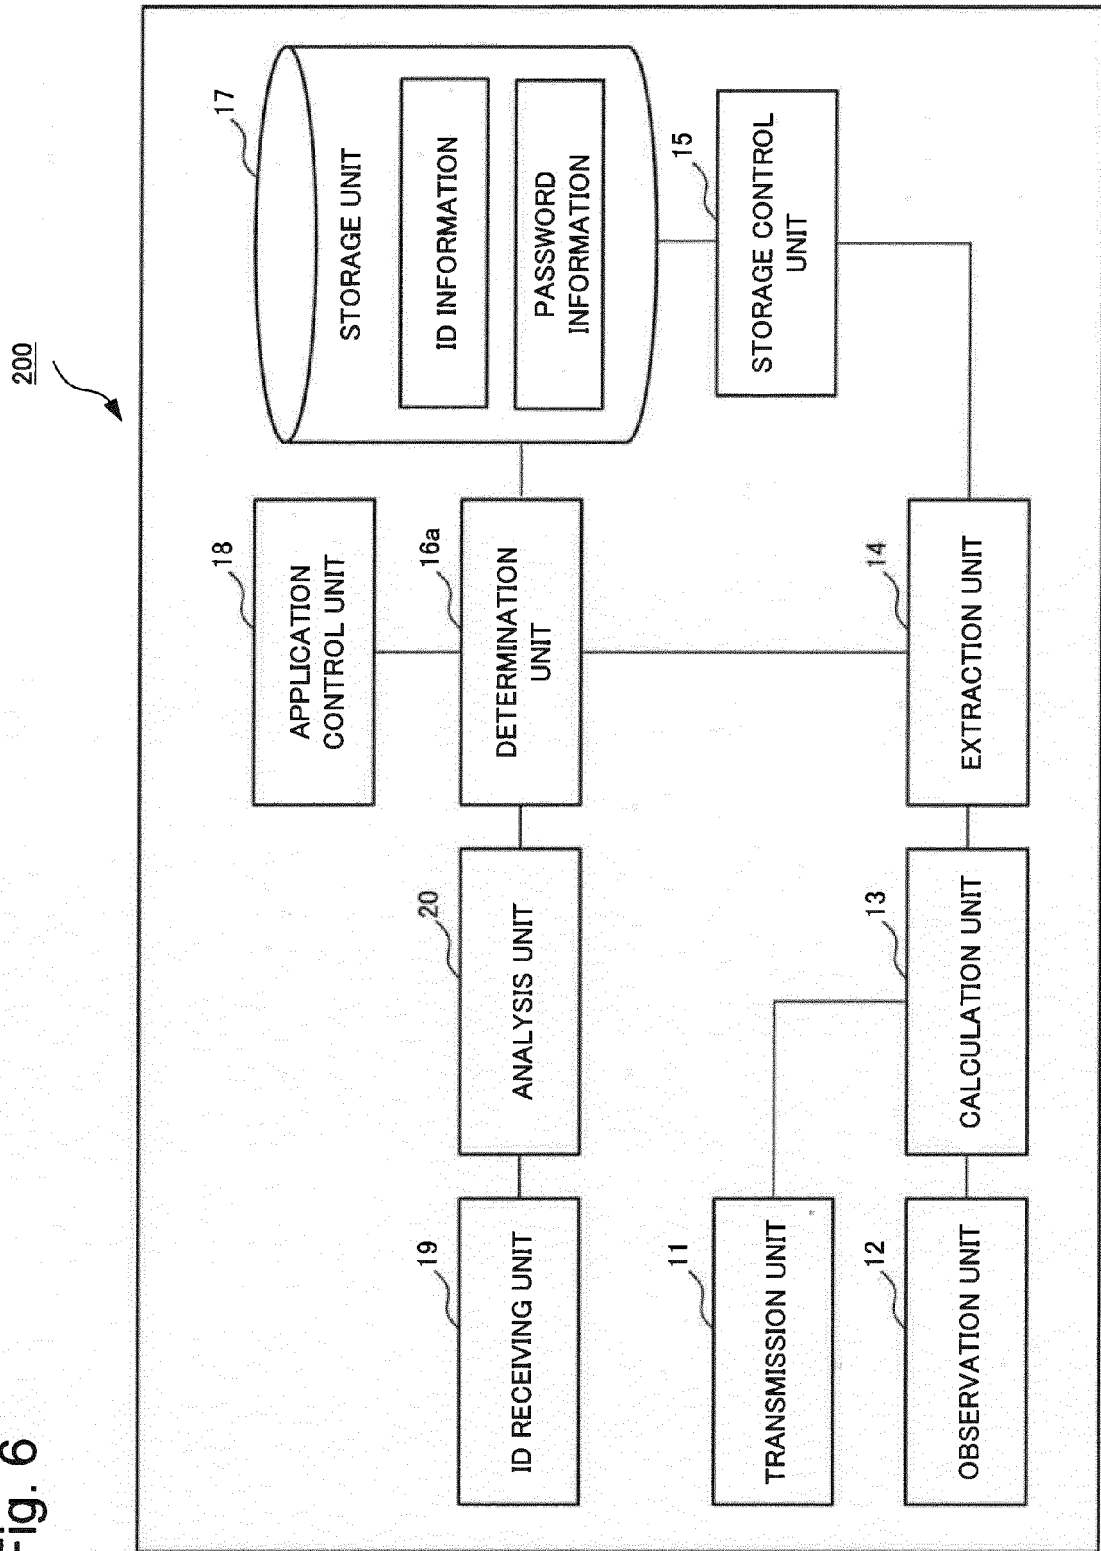 Fig. 6
200
17
STORAGE UNIT
ID INFORMATION
PASSWORD
INFORMATION
18
APPLICATION
CONTROL UNIT
19
ID RECEIVING UNIT
20
ANALYSIS UNIT
16a
DETERMINATION
UNIT
15
STORAGE CONTROL
UNIT
11
TRANSMISSION UNIT
12
OBSERVATION UNIT
13
CALCULATION UNIT
14
EXTRACTION UNIT